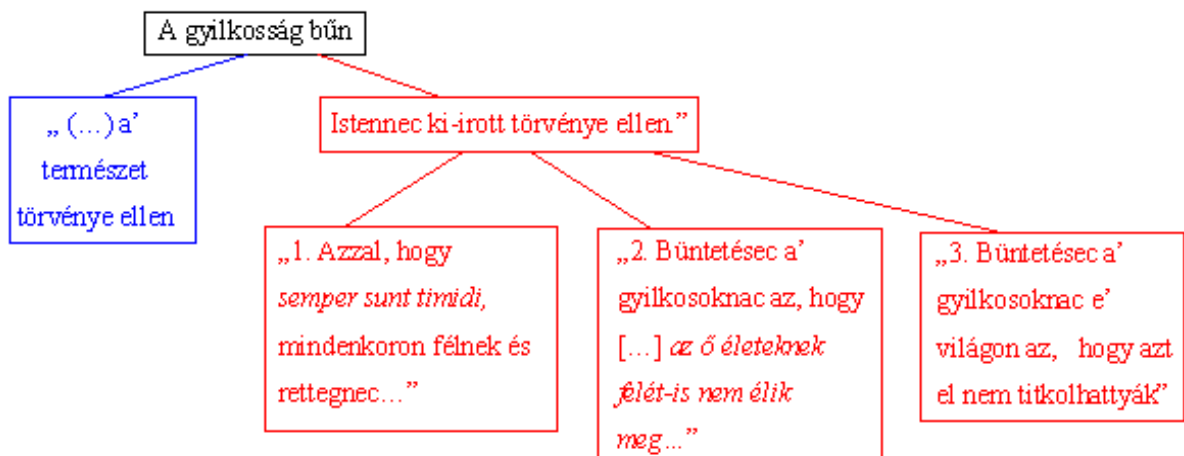 A gyilkosság bűn
„ (…) a’
természet
törvénye ellen
Istennec ki-irott törvénye ellen.”
„1. Azzal, hogy
semper sunt timidi,
mindenkoron félnek és
rettegnec…”
„2. Büntetésec a’
gyilkosoknac az, hogy
[…] az ő életeknek
felét-is nem élik
meg…”
„3. Büntetésec a’
gyilkosoknac e’
világon az, hogy azt
el nem titkolhattyák”